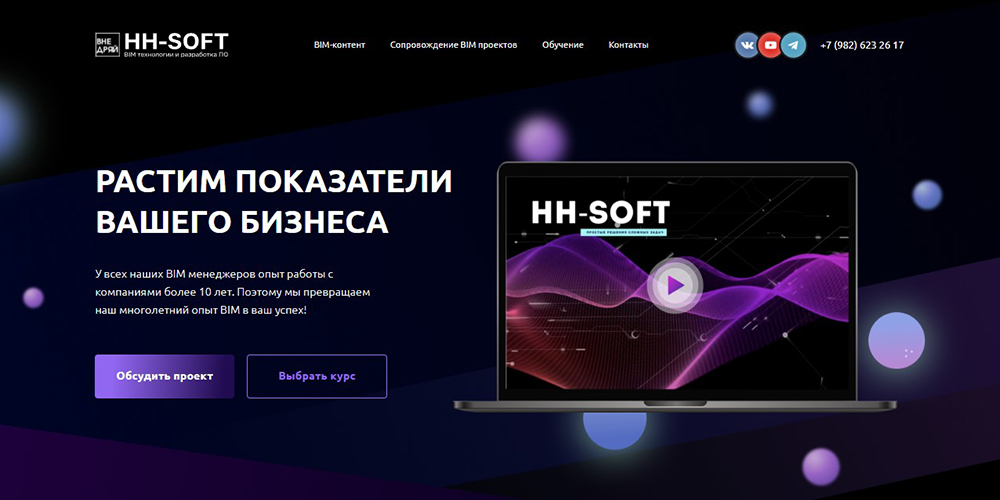 ВНЕ
ДРЯЙ
HH-SOFT
BIM технологии и разработка ПО
BIM-контент
Сопровождение BIM проектов
Обучение
Контакты
+7 (982) 623 26 17
РАСТИМ ПОКАЗАТЕЛИ
ВАШЕГО БИЗНЕСА
У всех наших BIM менеджеров опыт работы с
компаниями более 10 лет. Поэтому мы превращаем
наш многолетний опыт BIM в ваш успех!
Обсудить проект
Выбрать курс
HH-SOFT
ПРОСТЫЕ РЕШЕНИЯ СЛОЖНЫХ ЗАДАЧ